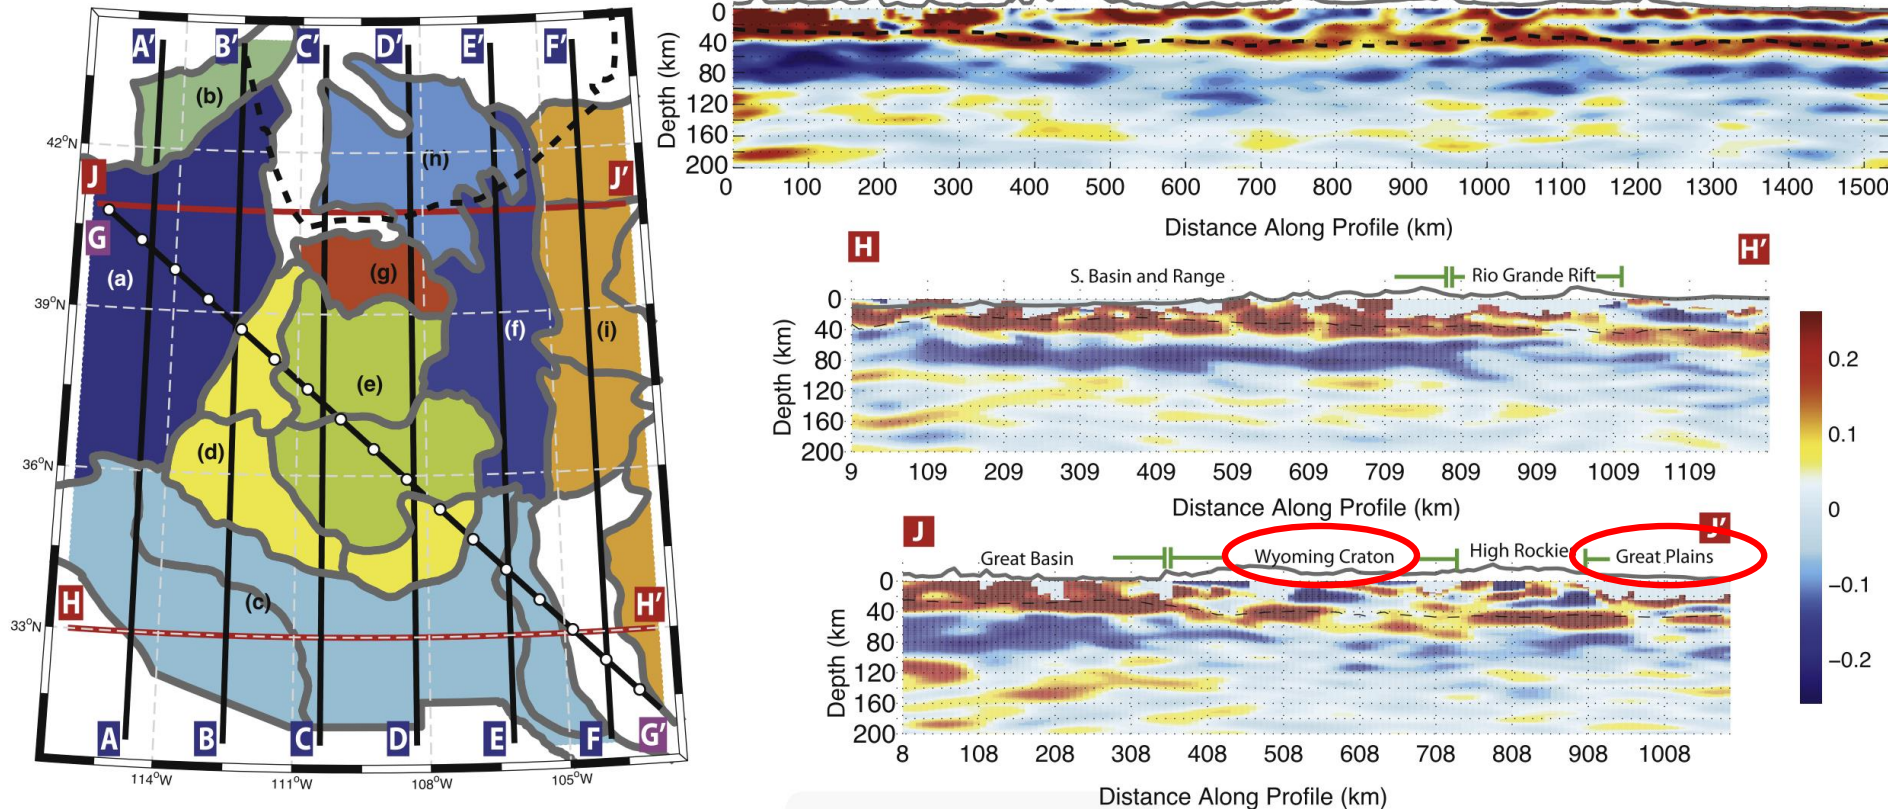 A′ B′ C′ D′ E′ F′
(b)
42°N
(h)
J J′
G
(a)
(g)
39°N
(f) (i)
(e)
(d)
36°N
(c)
H H′
33°N
A B C D E F G′
114°W 111°W 108°W 105°W
Depth (km)
0
40
80
120
160
200
0 100 200 300 400 500 600 700 800 900 1000 1100 1200 1300 1400 1500
Distance Along Profile (km)
H H′
S. Basin and Range Rio Grande Rift
Depth (km)
0
40
80
120
160
200
9 109 209 309 409 509 609 709 809 909 1009 1109
Distance Along Profile (km)
J J′
Great Basin Wyoming Craton High Rockies Great Plains
Depth (km
0
40
80
120
160
200
8 108 208 308 408 508 608 708 808 908 1008
Distance Along Profile (km)
0.2
0.1
0
−0.1
−0.2